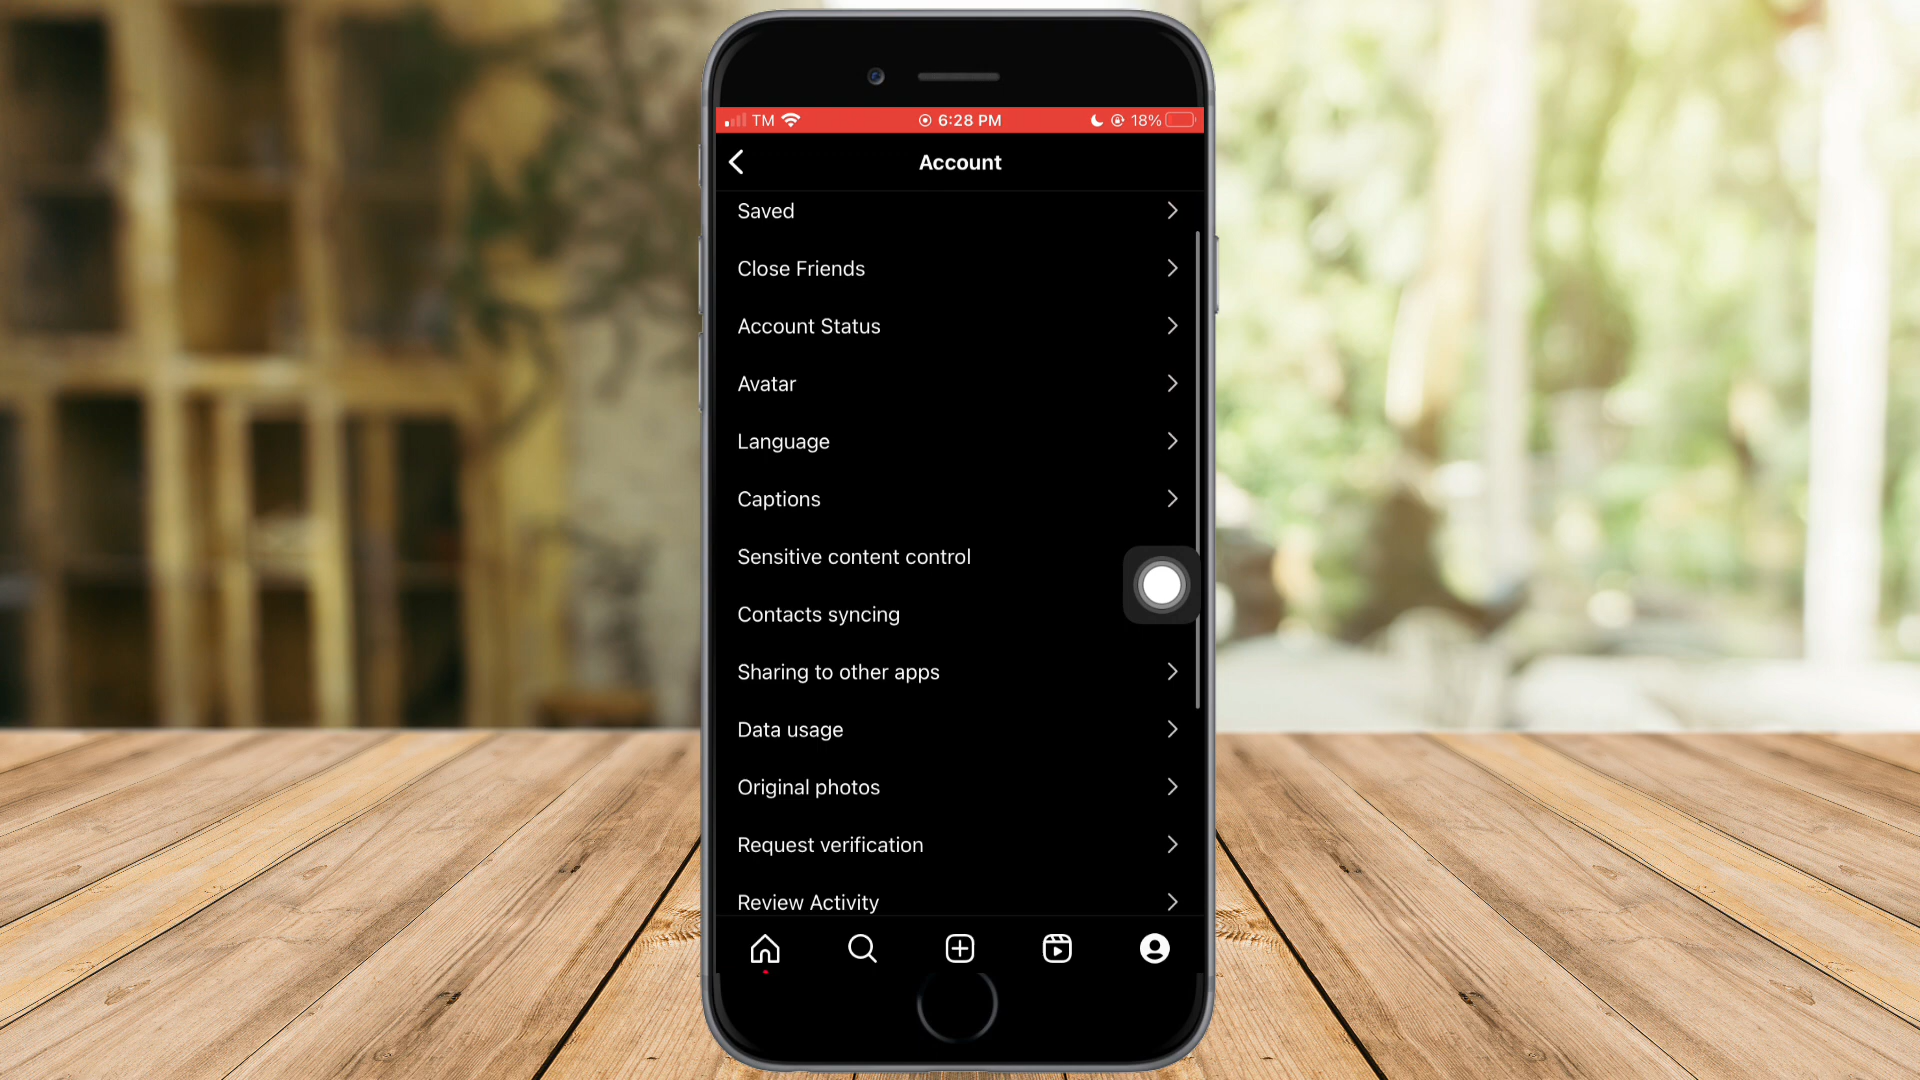 TM 6:28 PM 18%
Account
Saved
Close Friends
Account Status
Avatar
Language
Captions
Sensitive content control
Contacts syncing
Sharing to other apps
Data usage
Original photos
Request verification
Review Activity